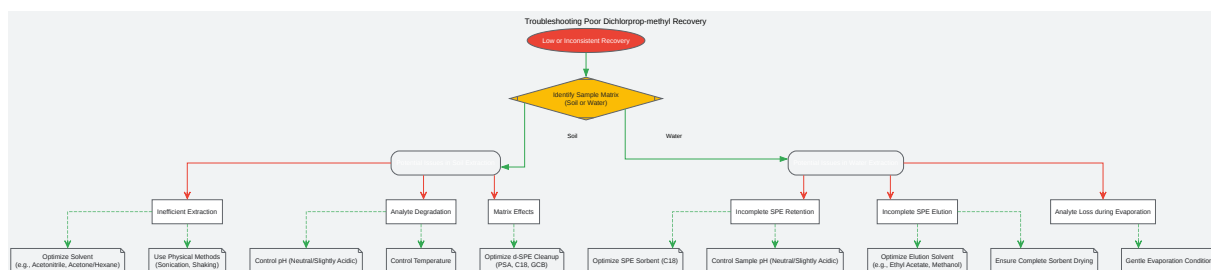 Troubleshooting Poor Dichlorprop-methyl Recovery
Low or Inconsistent Recovery
Identify Sample Matrix
(Soil or Water)
Soil
Water
Inefficient Extraction
Analyte Degradation
Matrix Effects
Incomplete SPE Retention
Incomplete SPE Elution
Analyte Loss during Evaporation
Optimize Solvent
(e.g., Acetonitrile, Acetone/Hexane)
Use Physical Methods
(Sonication, Shaking)
Control pH (Neutral/Slightly Acidic)
Control Temperature
Optimize d-SPE Cleanup
(PSA, C18, GCB)
Optimize SPE Sorbent (C18)
Control Sample pH (Neutral/Slightly Acidic)
Optimize Elution Solvent
(e.g., Ethyl Acetate, Methanol)
Ensure Complete Sorbent Drying
Gentle Evaporation Condition